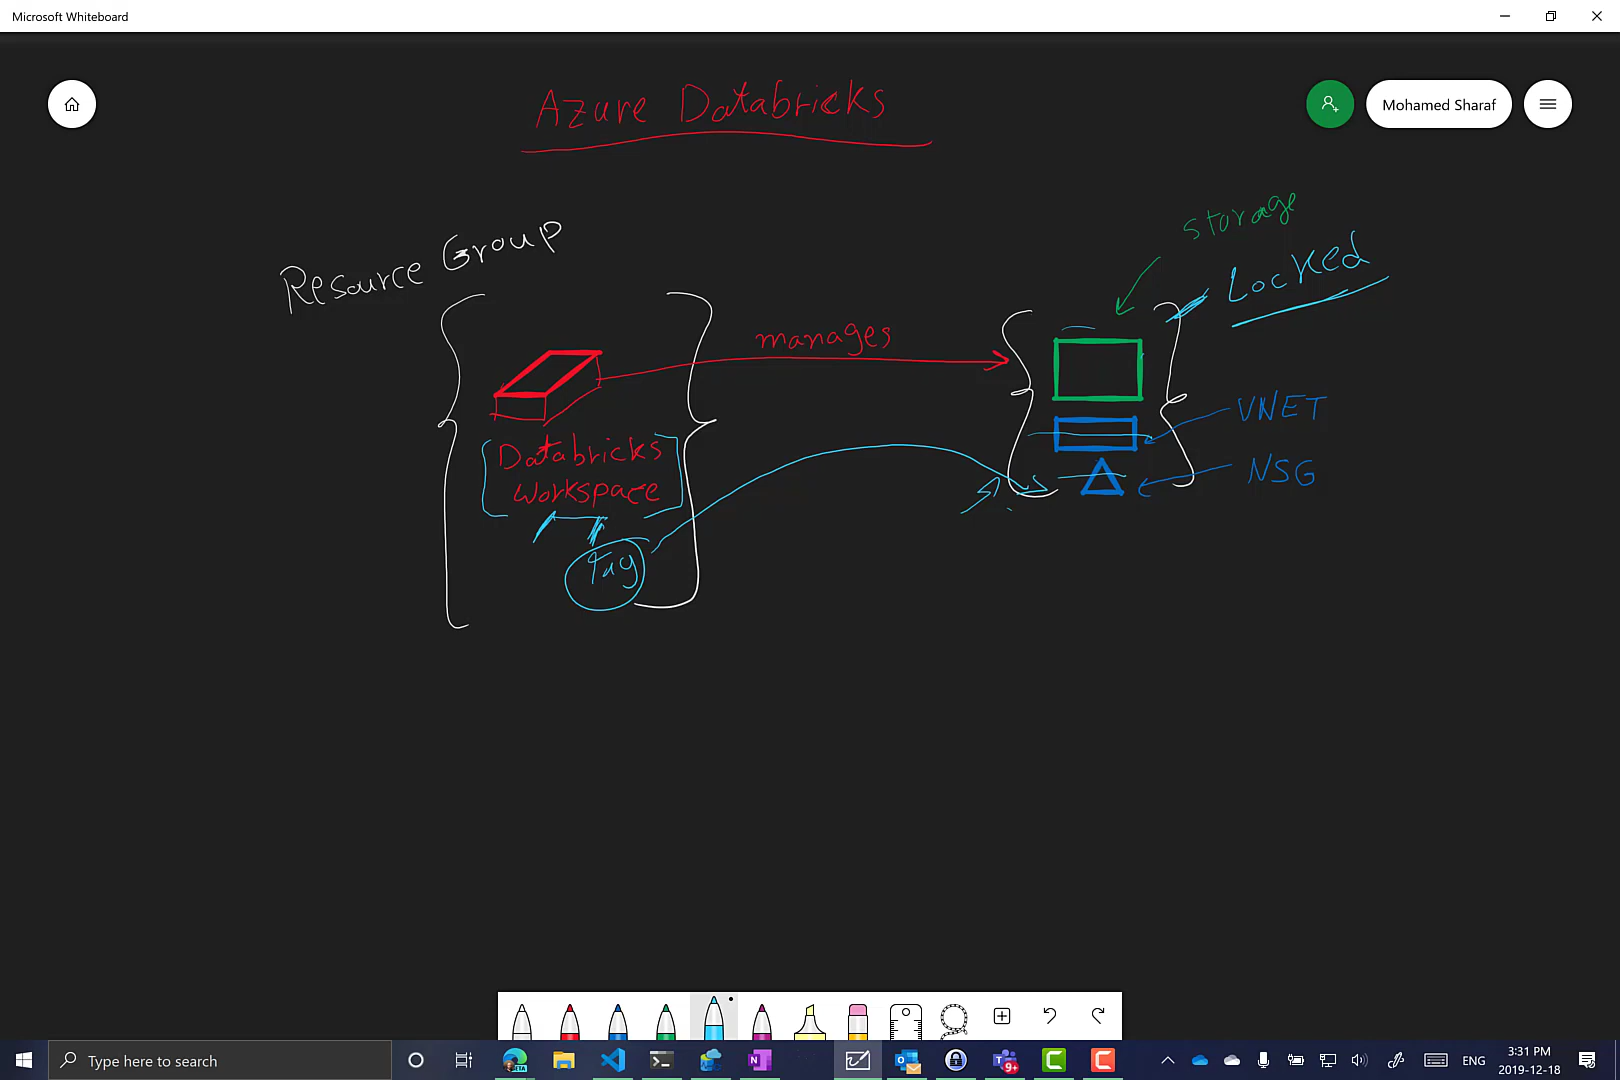 Microsoft Whiteboard
Azure Databricks
Mohamed Sharaf
storage
Resource Group
Locked
manages
VNET
Databricks
Workspace
NSG
Tag
Type here to search
ENG
3:31 PM
2019-12-18
9+